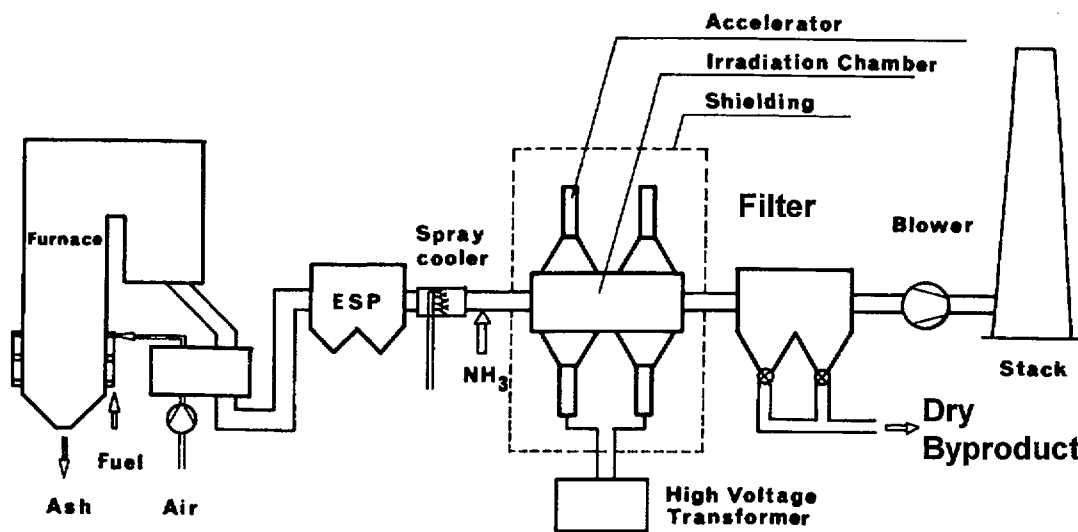 Accelerator
Irradiation Chamber
Shielding
Filter
Blower
Furnace
Spray
cooler
ESP
NH3
Stack
Fuel
Ash
Air
Dry
Byproduct
High Voltage
Transformer